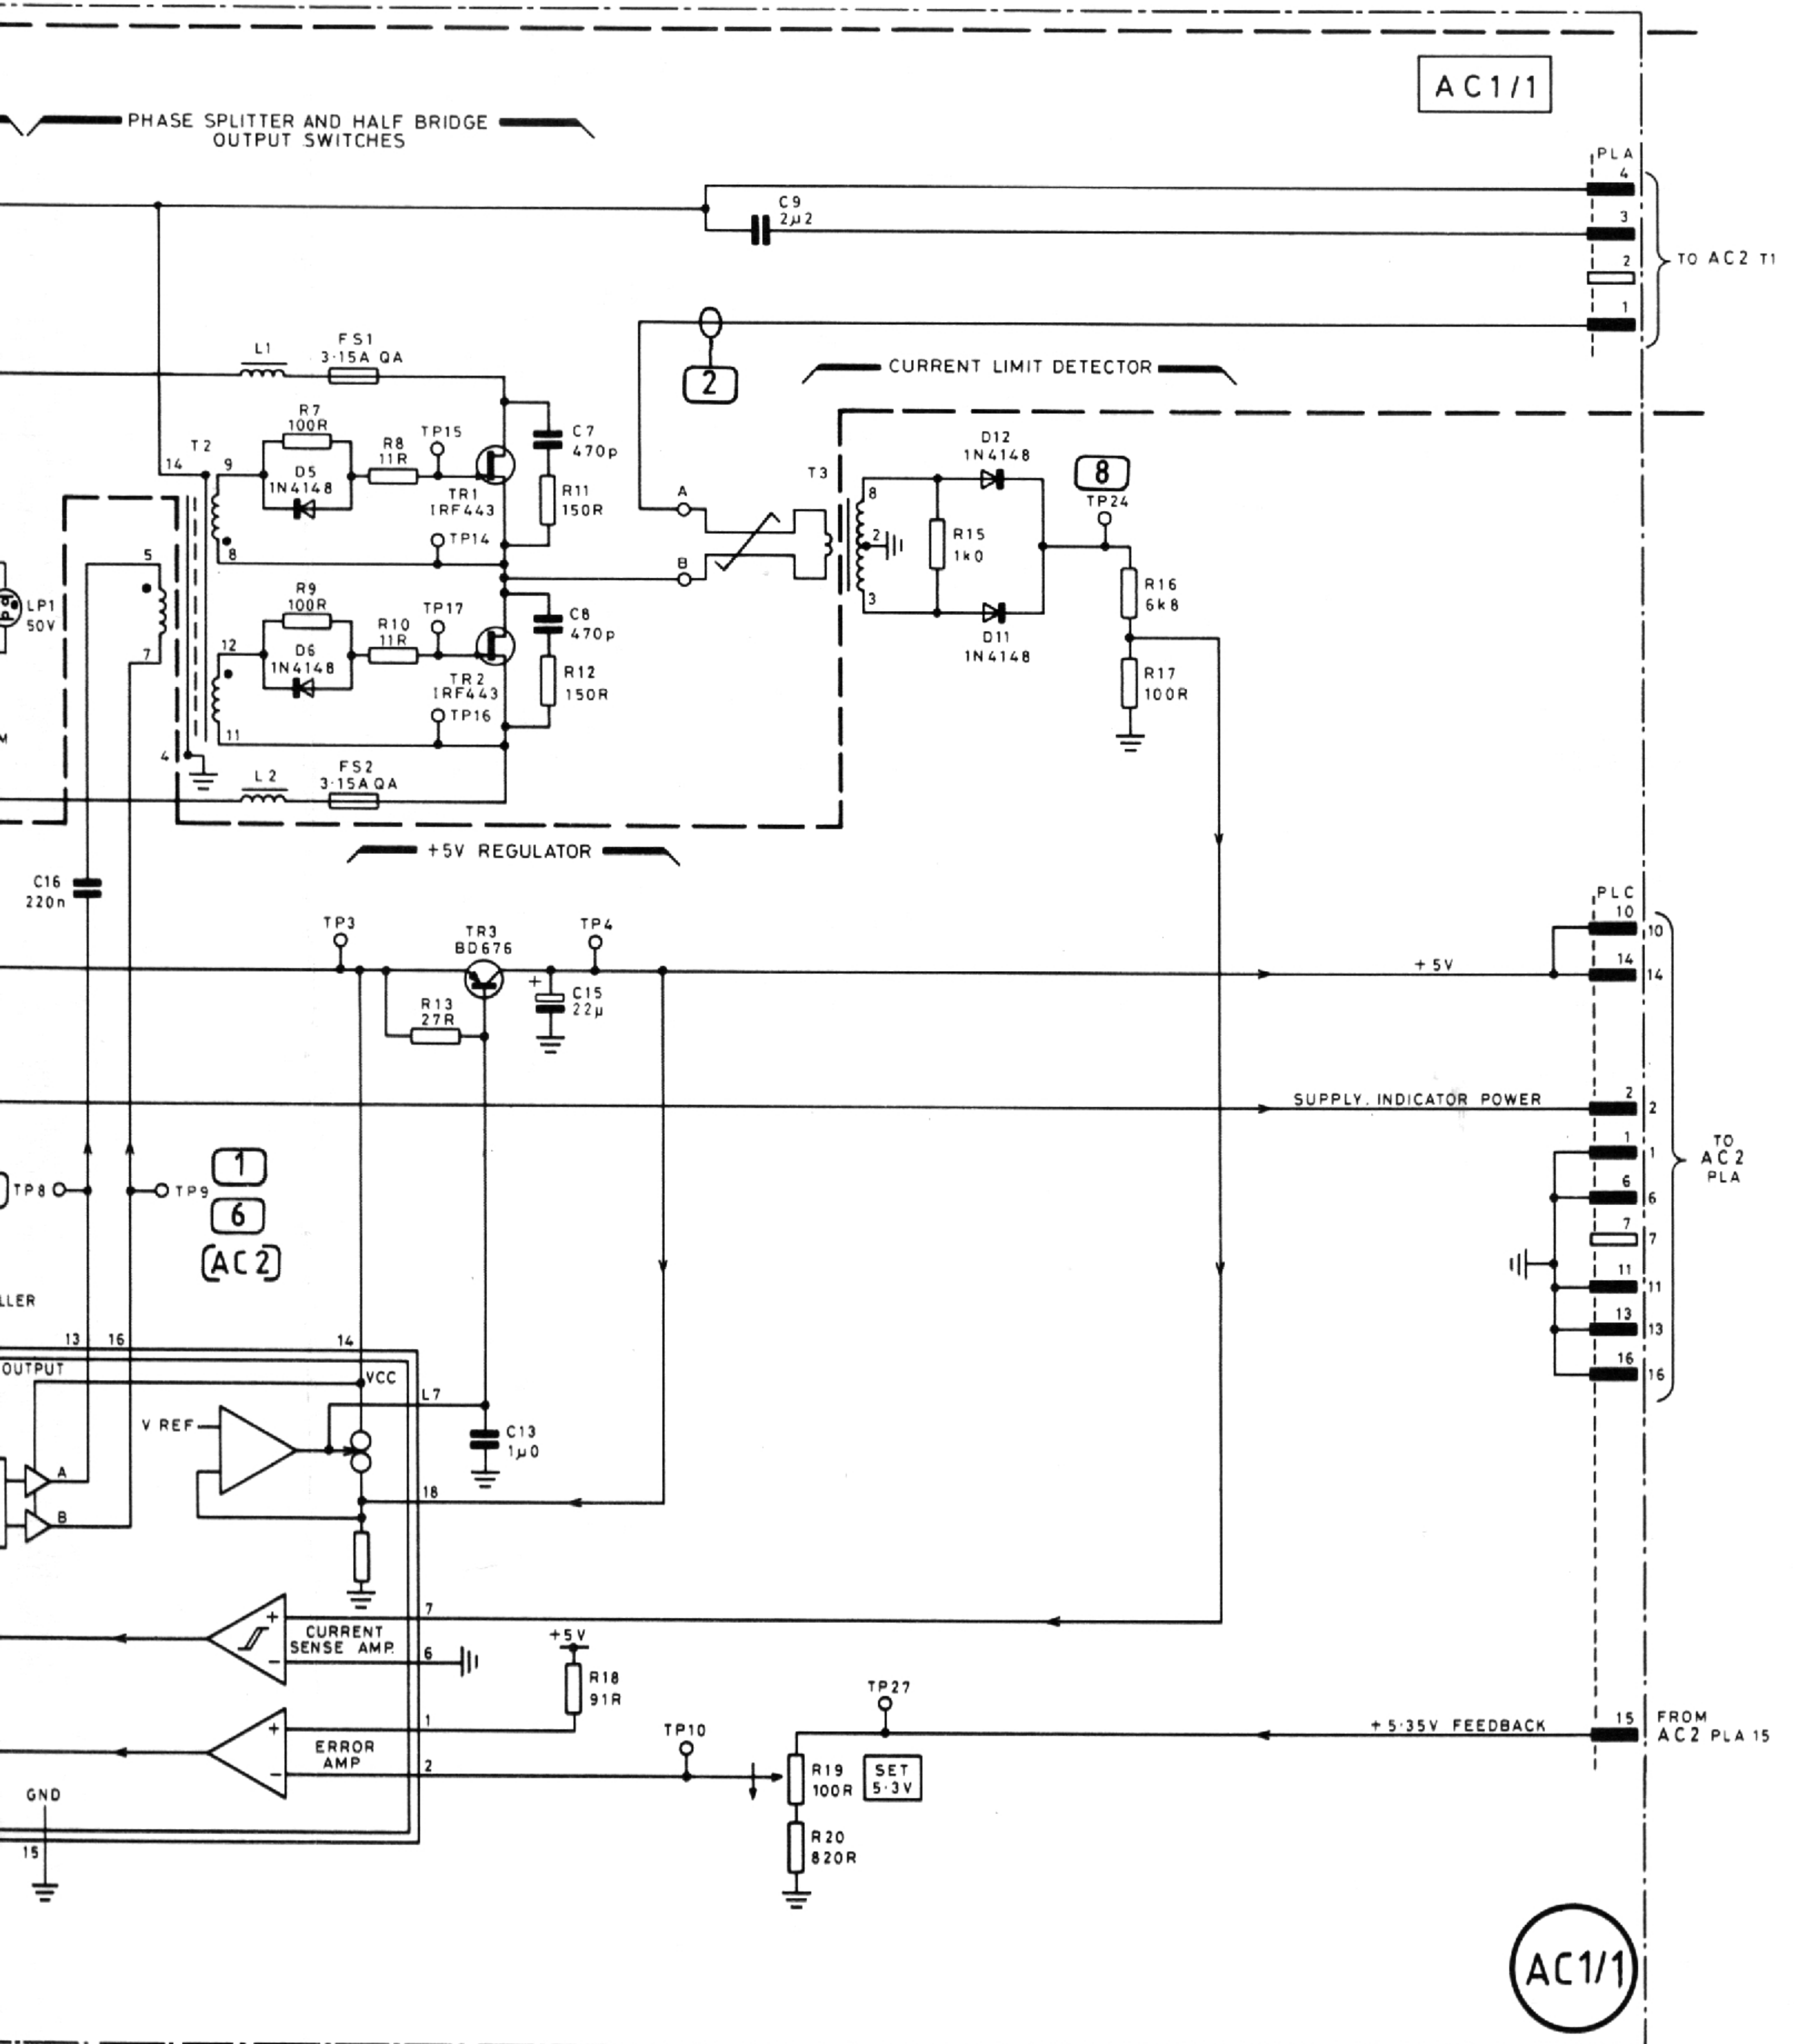 AC1/1
PHASE SPLITTER AND HALF BRIDGE
OUTPUT SWITCHES
PLA
4
C9
2µ2
3
2
TO AC2 T1
1
FS1
3·15A QA
L1
CURRENT LIMIT DETECTOR
2
R7
100R
T2
14
9
D5
1N4148
R8
11R
TP15
TR1
IRF443
C7
470p
R11
150R
TP14
8
A
B
T3
8
2
3
R15
1k0
D12
1N4148
D11
1N4148
8
TP24
R16
6k8
R17
100R
5
7
LP1
50V
M
R9
100R
12
D6
1N4148
R10
11R
TP17
TR2
IRF443
C8
470p
R12
150R
TP16
11
4
L2
FS2
3·15A QA
+5V REGULATOR
C16
220n
TP3
TR3
BD676
TP4
R13
27R
+
C15
22µ
+5V
PLC
10
10
14
14
SUPPLY. INDICATOR POWER
2
2
1
1
6
6
7
7
11
11
13
13
16
16
TO
AC2
PLA
TP8
TP9
1
6
[AC2]
LLER
13
16
14
OUTPUT
VCC
L7
V REF
C13
1µ0
A
B
18
+
CURRENT
SENSE AMP.
-
7
6
+5V
R18
91R
+
ERROR
AMP
-
1
2
TP10
TP27
R19
100R
SET
5·3V
R20
820R
+5·35V FEEDBACK
15
FROM
AC2 PLA 15
GND
15
AC1/1